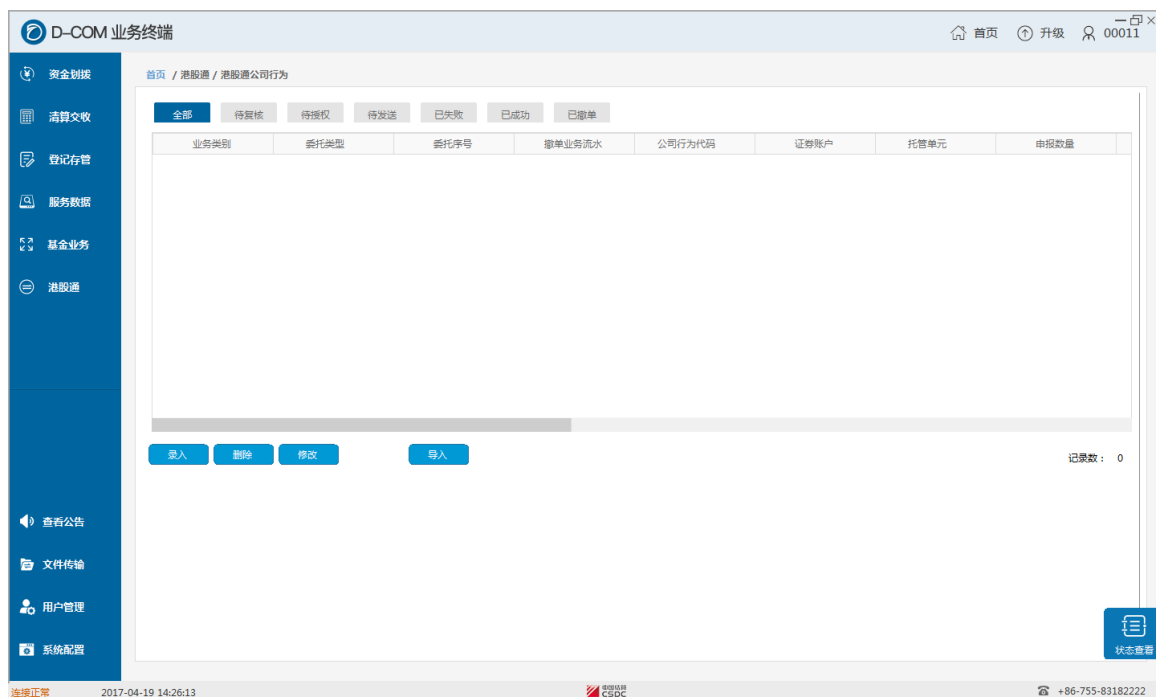 D-COM 业务终端
首页 升级 00011
资金划拨
清算交收
登记存管
服务数据
基金业务
港股通
查看公告
文件传输
用户管理
系统配置
首页 / 港股通 / 港股通公司行为
全部 待复核 待授权 待发送 已失败 已成功 已撤单
业务类别 委托类型 委托序号 撤单业务流水 公司行为代码 证券账户 托管单元 申报数量
录入 删除 修改 导入 记录数： 0
状态查看
连接正常 2017-04-19 14:26:13 中国结算 CSDC +86-755-83182222